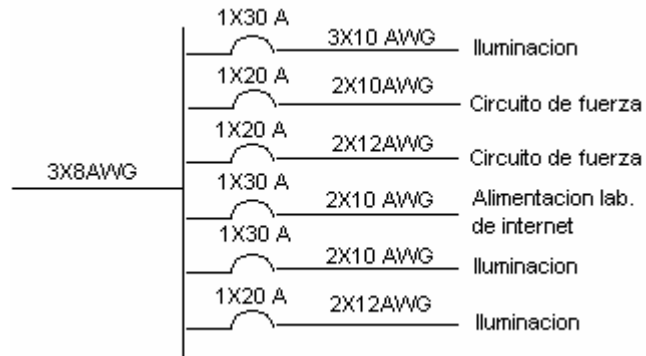 1X30 A
3X10 AWG
Iluminacion
1X20 A
2X10AWG
Circuito de fuerza
1X20 A
2X12AWG
Circuito de fuerza
3X8AWG
1X30 A
2X10 AWG
Alimentacion lab.
de internet
1X30 A
2X10 AWG
Iluminacion
1X20 A
2X12AWG
Iluminacion